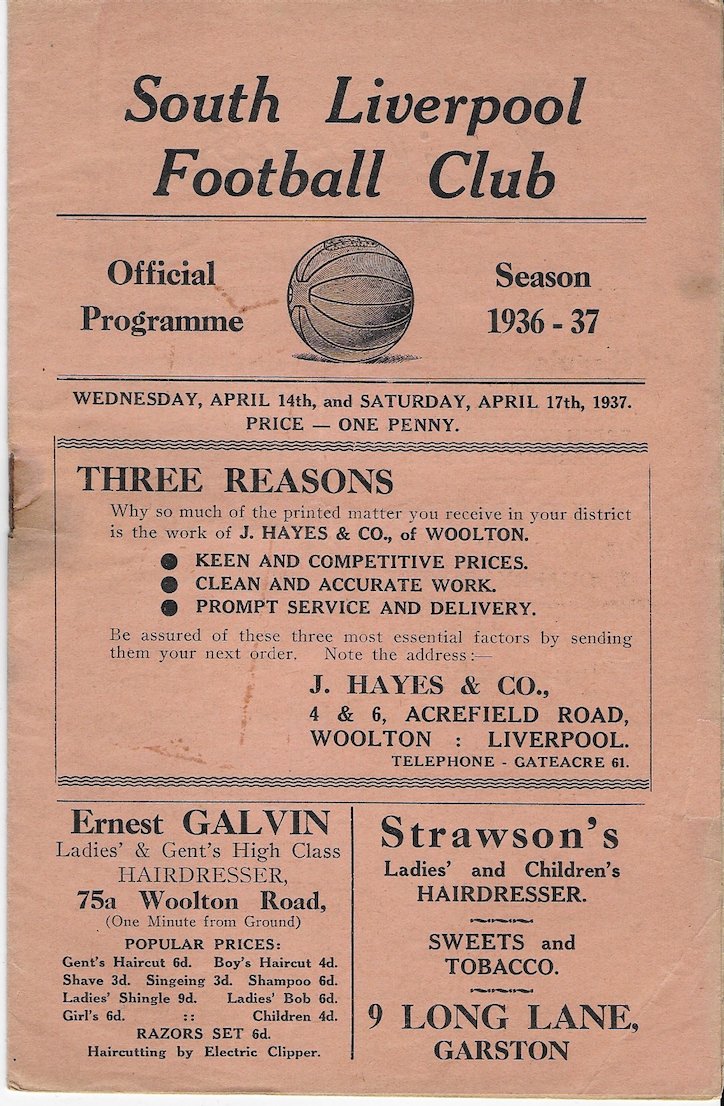 South Liverpool
Football Club
Official
Programme
Season
1936 - 37
WEDNESDAY, APRIL 14th, and SATURDAY, APRIL 17th, 1937.
PRICE — ONE PENNY.
THREE REASONS
Why so much of the printed matter you receive in your district
is the work of J. HAYES & CO., of WOOLTON.
● KEEN AND COMPETITIVE PRICES.
● CLEAN AND ACCURATE WORK.
● PROMPT SERVICE AND DELIVERY.
Be assured of these three most essential factors by sending
them your next order. Note the address :—
J. HAYES & CO.,
4 & 6, ACREFIELD ROAD,
WOOLTON : LIVERPOOL.
TELEPHONE - GATEACRE 61.
Ernest GALVIN
Ladies' & Gent's High Class
HAIRDRESSER,
75a Woolton Road,
(One Minute from Ground)
POPULAR PRICES:
Gent's Haircut 6d. Boy's Haircut 4d.
Shave 3d. Singeing 3d. Shampoo 6d.
Ladies' Shingle 9d. Ladies' Bob 6d.
Girl's 6d. :: Children 4d.
RAZORS SET 6d.
Haircutting by Electric Clipper.
Strawson's
Ladies' and Children's
HAIRDRESSER.
SWEETS and
TOBACCO.
9 LONG LANE,
GARSTON